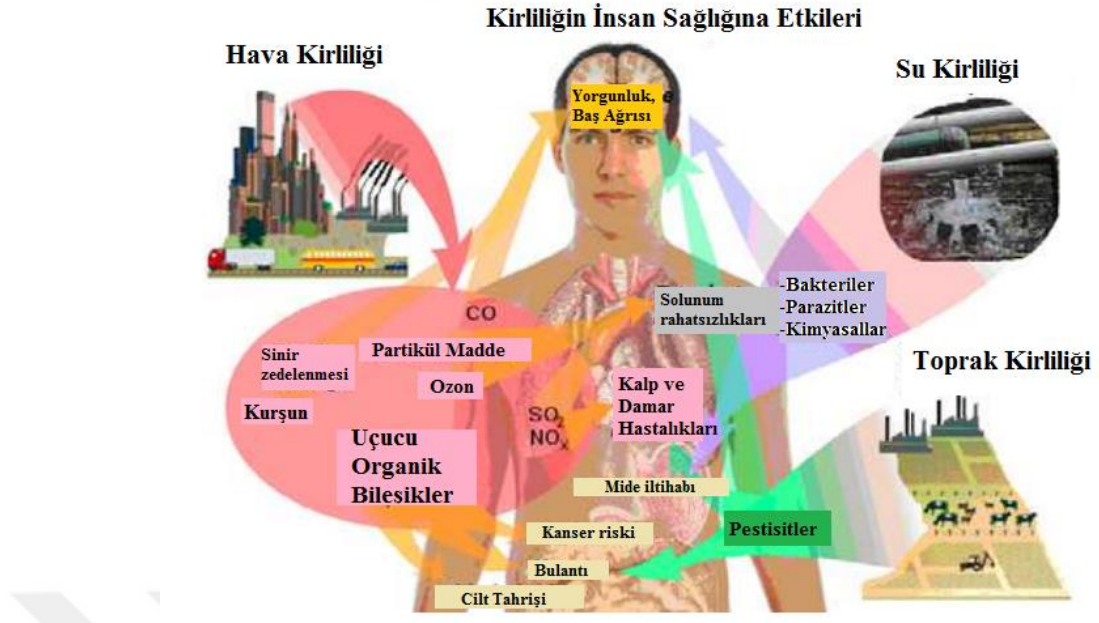 Kirliliğin İnsan Sağlığına Etkileri
Hava Kirliliği
Su Kirliliği
Yorgunluk,
Baş Ağrısı
-Bakteriler
-Parazitler
-Kimyasallar
Solunum
rahatsızlıkları
CO
Partikül Madde
Sinir
zedelenmesi
Ozon
Kurşun
Toprak Kirliliği
Kalp ve
Damar
Hastalıkları
SO2
NOx
Uçucu
Organik
Bileşikler
Mide iltihabı
Kanser riski
Pestisitler
Bulantı
Cilt Tahrişi